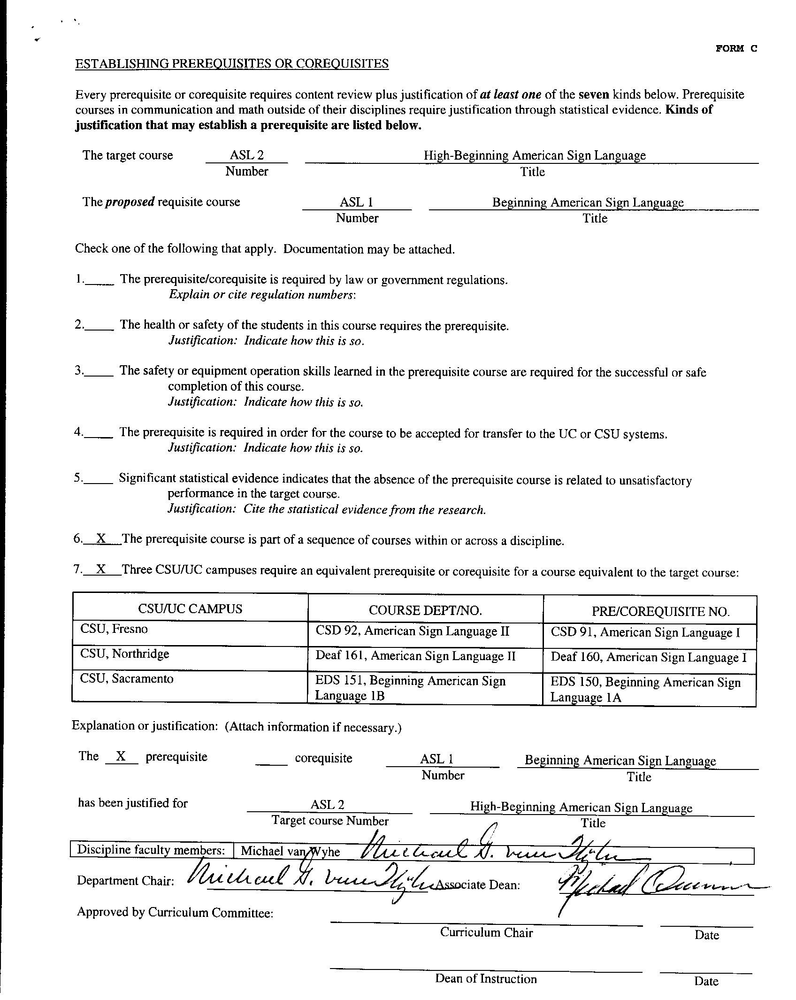 FORM C
ESTABLISHING PREREQUISITES OR COREQUISITES
Every prerequisite or corequisite requires content review plus justification of at least one of the seven kinds below. Prerequisite
courses in communication and math outside of their disciplines require justification through statistical evidence. Kinds of
justification that may establish a prerequisite are listed below.
The target course ASL 2 High-Beginning American Sign Language
Number Title
The proposed requisite course ASL 1 Beginning American Sign Language
Number Title
Check one of the following that apply. Documentation may be attached.
1.____ The prerequisite/corequisite is required by law or government regulations.
Explain or cite regulation numbers:
2.____ The health or safety of the students in this course requires the prerequisite.
Justification: Indicate how this is so.
3.____ The safety or equipment operation skills learned in the prerequisite course are required for the successful or safe
completion of this course.
Justification: Indicate how this is so.
4.____ The prerequisite is required in order for the course to be accepted for transfer to the UC or CSU systems.
Justification: Indicate how this is so.
5.____ Significant statistical evidence indicates that the absence of the prerequisite course is related to unsatisfactory
performance in the target course.
Justification: Cite the statistical evidence from the research.
6.__X__The prerequisite course is part of a sequence of courses within or across a discipline.
7.__X__Three CSU/UC campuses require an equivalent prerequisite or corequisite for a course equivalent to the target course:
CSU/UC CAMPUS COURSE DEPT/NO. PRE/COREQUISITE NO.
CSU, Fresno CSD 92, American Sign Language II CSD 91, American Sign Language I
CSU, Northridge Deaf 161, American Sign Language II Deaf 160, American Sign Language I
CSU, Sacramento EDS 151, Beginning American Sign EDS 150, Beginning American Sign
Language 1B Language 1A
Explanation or justification: (Attach information if necessary.)
The X prerequisite ____ corequisite ASL 1 Beginning American Sign Language
Number Title
has been justified for ASL 2 High-Beginning American Sign Language
Target course Number Title
Discipline faculty members: Michael van Wyhe Michael G. van Wyhe
Department Chair: Michael G. van Wyhe Associate Dean: Michael Quinn
Approved by Curriculum Committee:
Curriculum Chair Date
Dean of Instruction Date